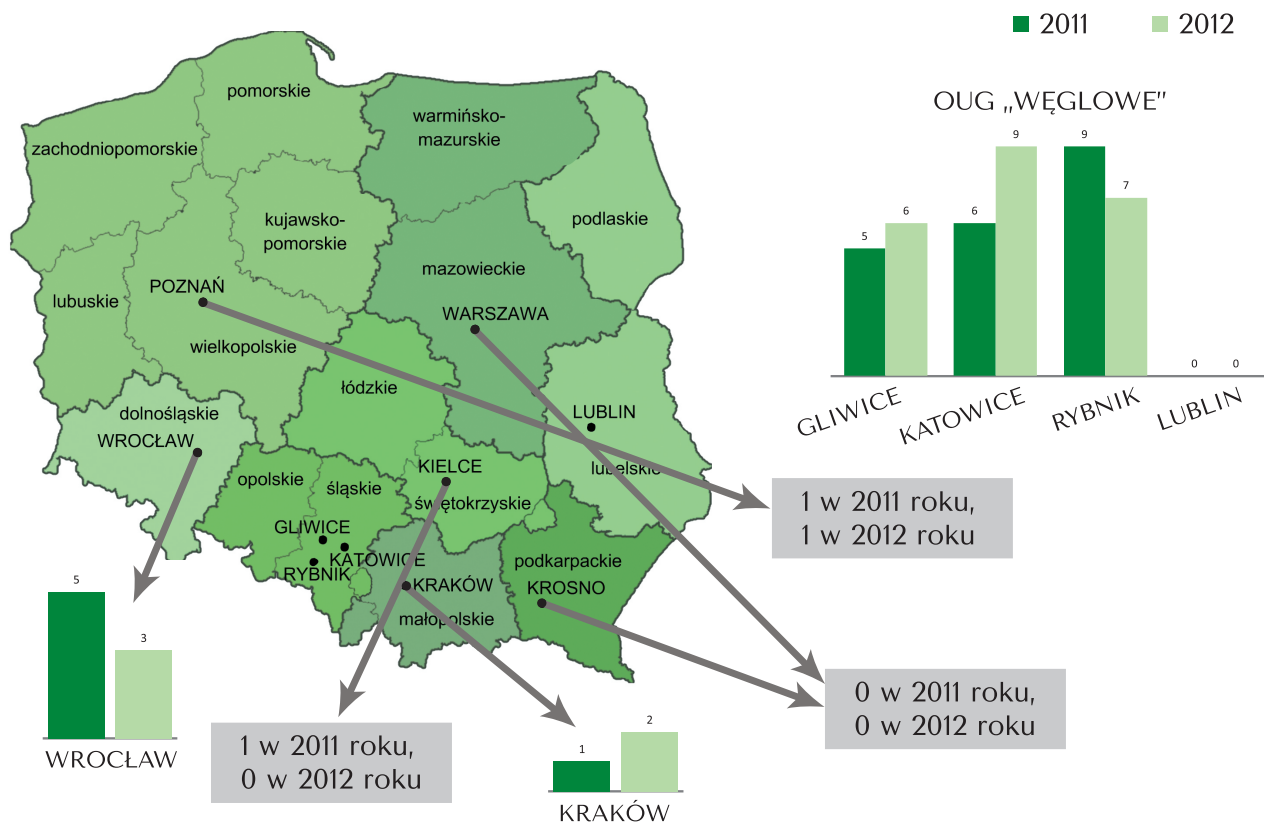 2011 2012
OUG „WĘGLOWE”
9 9
7
6 6
5
0 0
GLIWICE KATOWICE RYBNIK LUBLIN
pomorskie
zachodniopomorskie
warmińsko-
mazurskie
podlaskie
kujawsko-
pomorskie
mazowieckie
lubuskie
POZNAŃ
WARSZAWA
wielkopolskie
łódzkie
dolnośląskie
WROCŁAW
LUBLIN
lubelskie
opolskie
śląskie
KIELCE
świętokrzyskie
GLIWICE
KATOWICE
RYBNIK
KRAKÓW
małopolskie
podkarpackie
KROSNO
1 w 2011 roku,
1 w 2012 roku
0 w 2011 roku,
0 w 2012 roku
5
3
WROCŁAW
1 w 2011 roku,
0 w 2012 roku
1
2
KRAKÓW